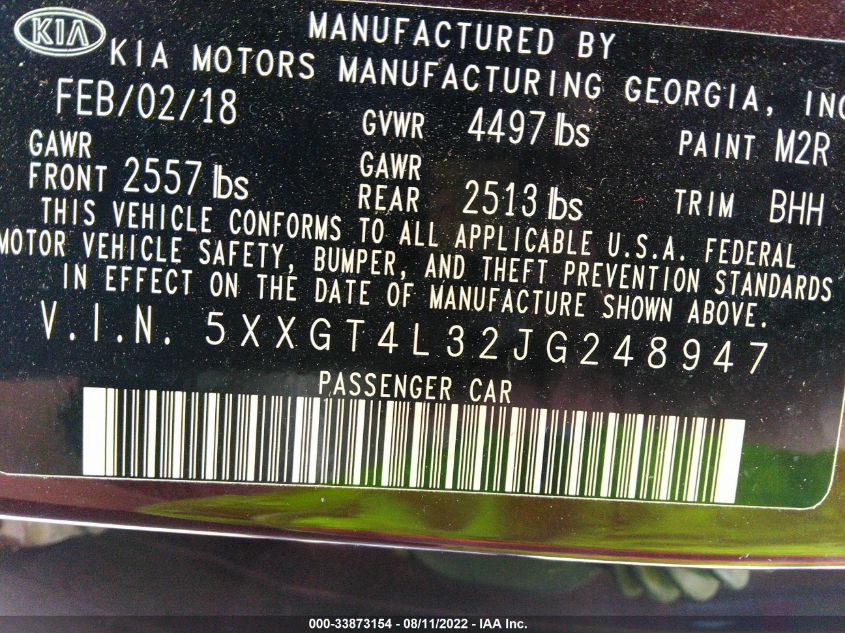 KIA
MANUFACTURED BY
KIA MOTORS MANUFACTURING GEORGIA, INC
FEB/02/18 GVWR 4497 lbs PAINT M2R
GAWR FRONT 2557 lbs GAWR REAR 2513 lbs TRIM BHH
THIS VEHICLE CONFORMS TO ALL APPLICABLE U.S.A. FEDERAL
MOTOR VEHICLE SAFETY, BUMPER, AND THEFT PREVENTION STANDARDS
IN EFFECT ON THE DATE OF MANUFACTURE SHOWN ABOVE.
V.I.N. 5XXGT4L32JG248947
PASSENGER CAR
000-33873154 - 08/11/2022 - IAA Inc.